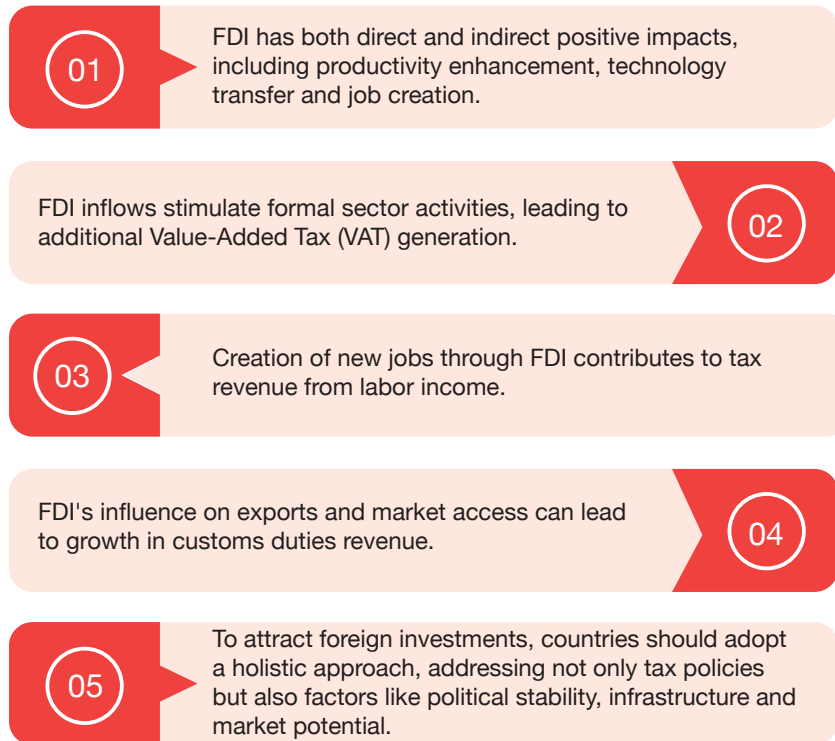 01
FDI has both direct and indirect positive impacts,
including productivity enhancement, technology
transfer and job creation.
FDI inflows stimulate formal sector activities, leading to
additional Value-Added Tax (VAT) generation.
02
03
Creation of new jobs through FDI contributes to tax
revenue from labor income.
FDI's influence on exports and market access can lead
to growth in customs duties revenue.
04
05
To attract foreign investments, countries should adopt
a holistic approach, addressing not only tax policies
but also factors like political stability, infrastructure and
market potential.